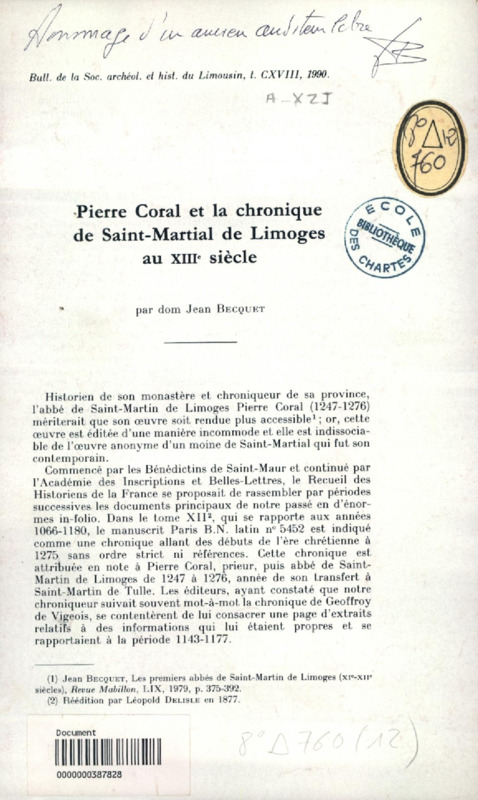 Hommage d'un ancien auditeur libre
Bull. de la Soc. archéol. et hist. du Limousin, t. CXVIII, 1990.
A-XZI
8° Δ 12
760
ÉCOLE
BIBLIOTHÈQUE
DES CHARTES
Pierre Coral et la chronique
de Saint-Martial de Limoges
au XIIIe siècle
par dom Jean BECQUET
Historien de son monastère et chroniqueur de sa province,
l'abbé de Saint-Martin de Limoges Pierre Coral (1247-1276)
mériterait que son œuvre soit rendue plus accessible1 ; or, cette
œuvre est éditée d'une manière incommode et elle est indissocia-
ble de l'œuvre anonyme d'un moine de Saint-Martial qui fut son
contemporain.
Commencé par les Bénédictins de Saint-Maur et continué par
l'Académie des Inscriptions et Belles-Lettres, le Recueil des
Historiens de la France se proposait de rassembler par périodes
successives les documents principaux de notre passé en d'énor-
mes in-folio. Dans le tome XII2, qui se rapporte aux années
1066-1180, le manuscrit Paris B.N. latin n° 5452 est indiqué
comme une chronique allant des débuts de l'ère chrétienne à
1275 sans ordre strict ni références. Cette chronique est
attribuée en note à Pierre Coral, prieur, puis abbé de Saint-
Martin de Limoges de 1247 à 1276, année de son transfert à
Saint-Martin de Tulle. Les éditeurs, ayant constaté que notre
chroniqueur suivait souvent mot-à-mot la chronique de Geoffroy
de Vigeois, se contentèrent de lui consacrer une page d'extraits
relatifs à des informations qui lui étaient propres et se
rapportaient à la période 1143-1177.
(1) Jean BECQUET, Les premiers abbés de Saint-Martin de Limoges (XIe-XIIe
siècles), Revue Mabillon, LIX, 1979, p. 375-392.
(2) Réédition par Léopold DELISLE en 1877.
Document
0000000387828
8° Δ 760 (12)